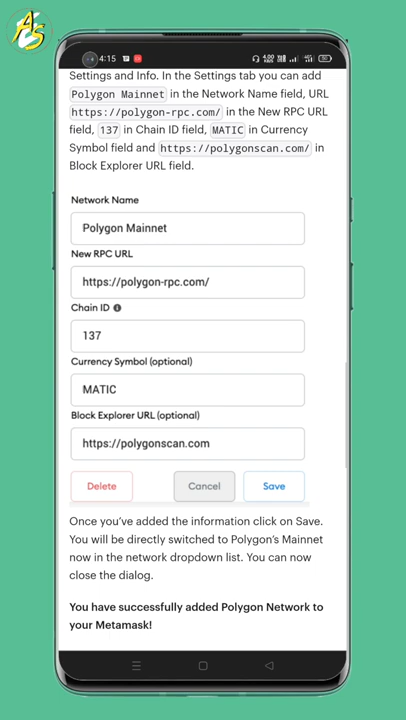 ACS
4:15
Settings and Info. In the Settings tab you can add
Polygon Mainnet in the Network Name field, URL
https://polygon-rpc.com/ in the New RPC URL
field, 137 in Chain ID field, MATIC in Currency
Symbol field and https://polygonscan.com/ in
Block Explorer URL field.
Network Name
Polygon Mainnet
New RPC URL
https://polygon-rpc.com/
Chain ID
137
Currency Symbol (optional)
MATIC
Block Explorer URL (optional)
https://polygonscan.com
Delete Cancel Save
Once you've added the information click on Save.
You will be directly switched to Polygon's Mainnet
now in the network dropdown list. You can now
close the dialog.
You have successfully added Polygon Network to
your Metamask!